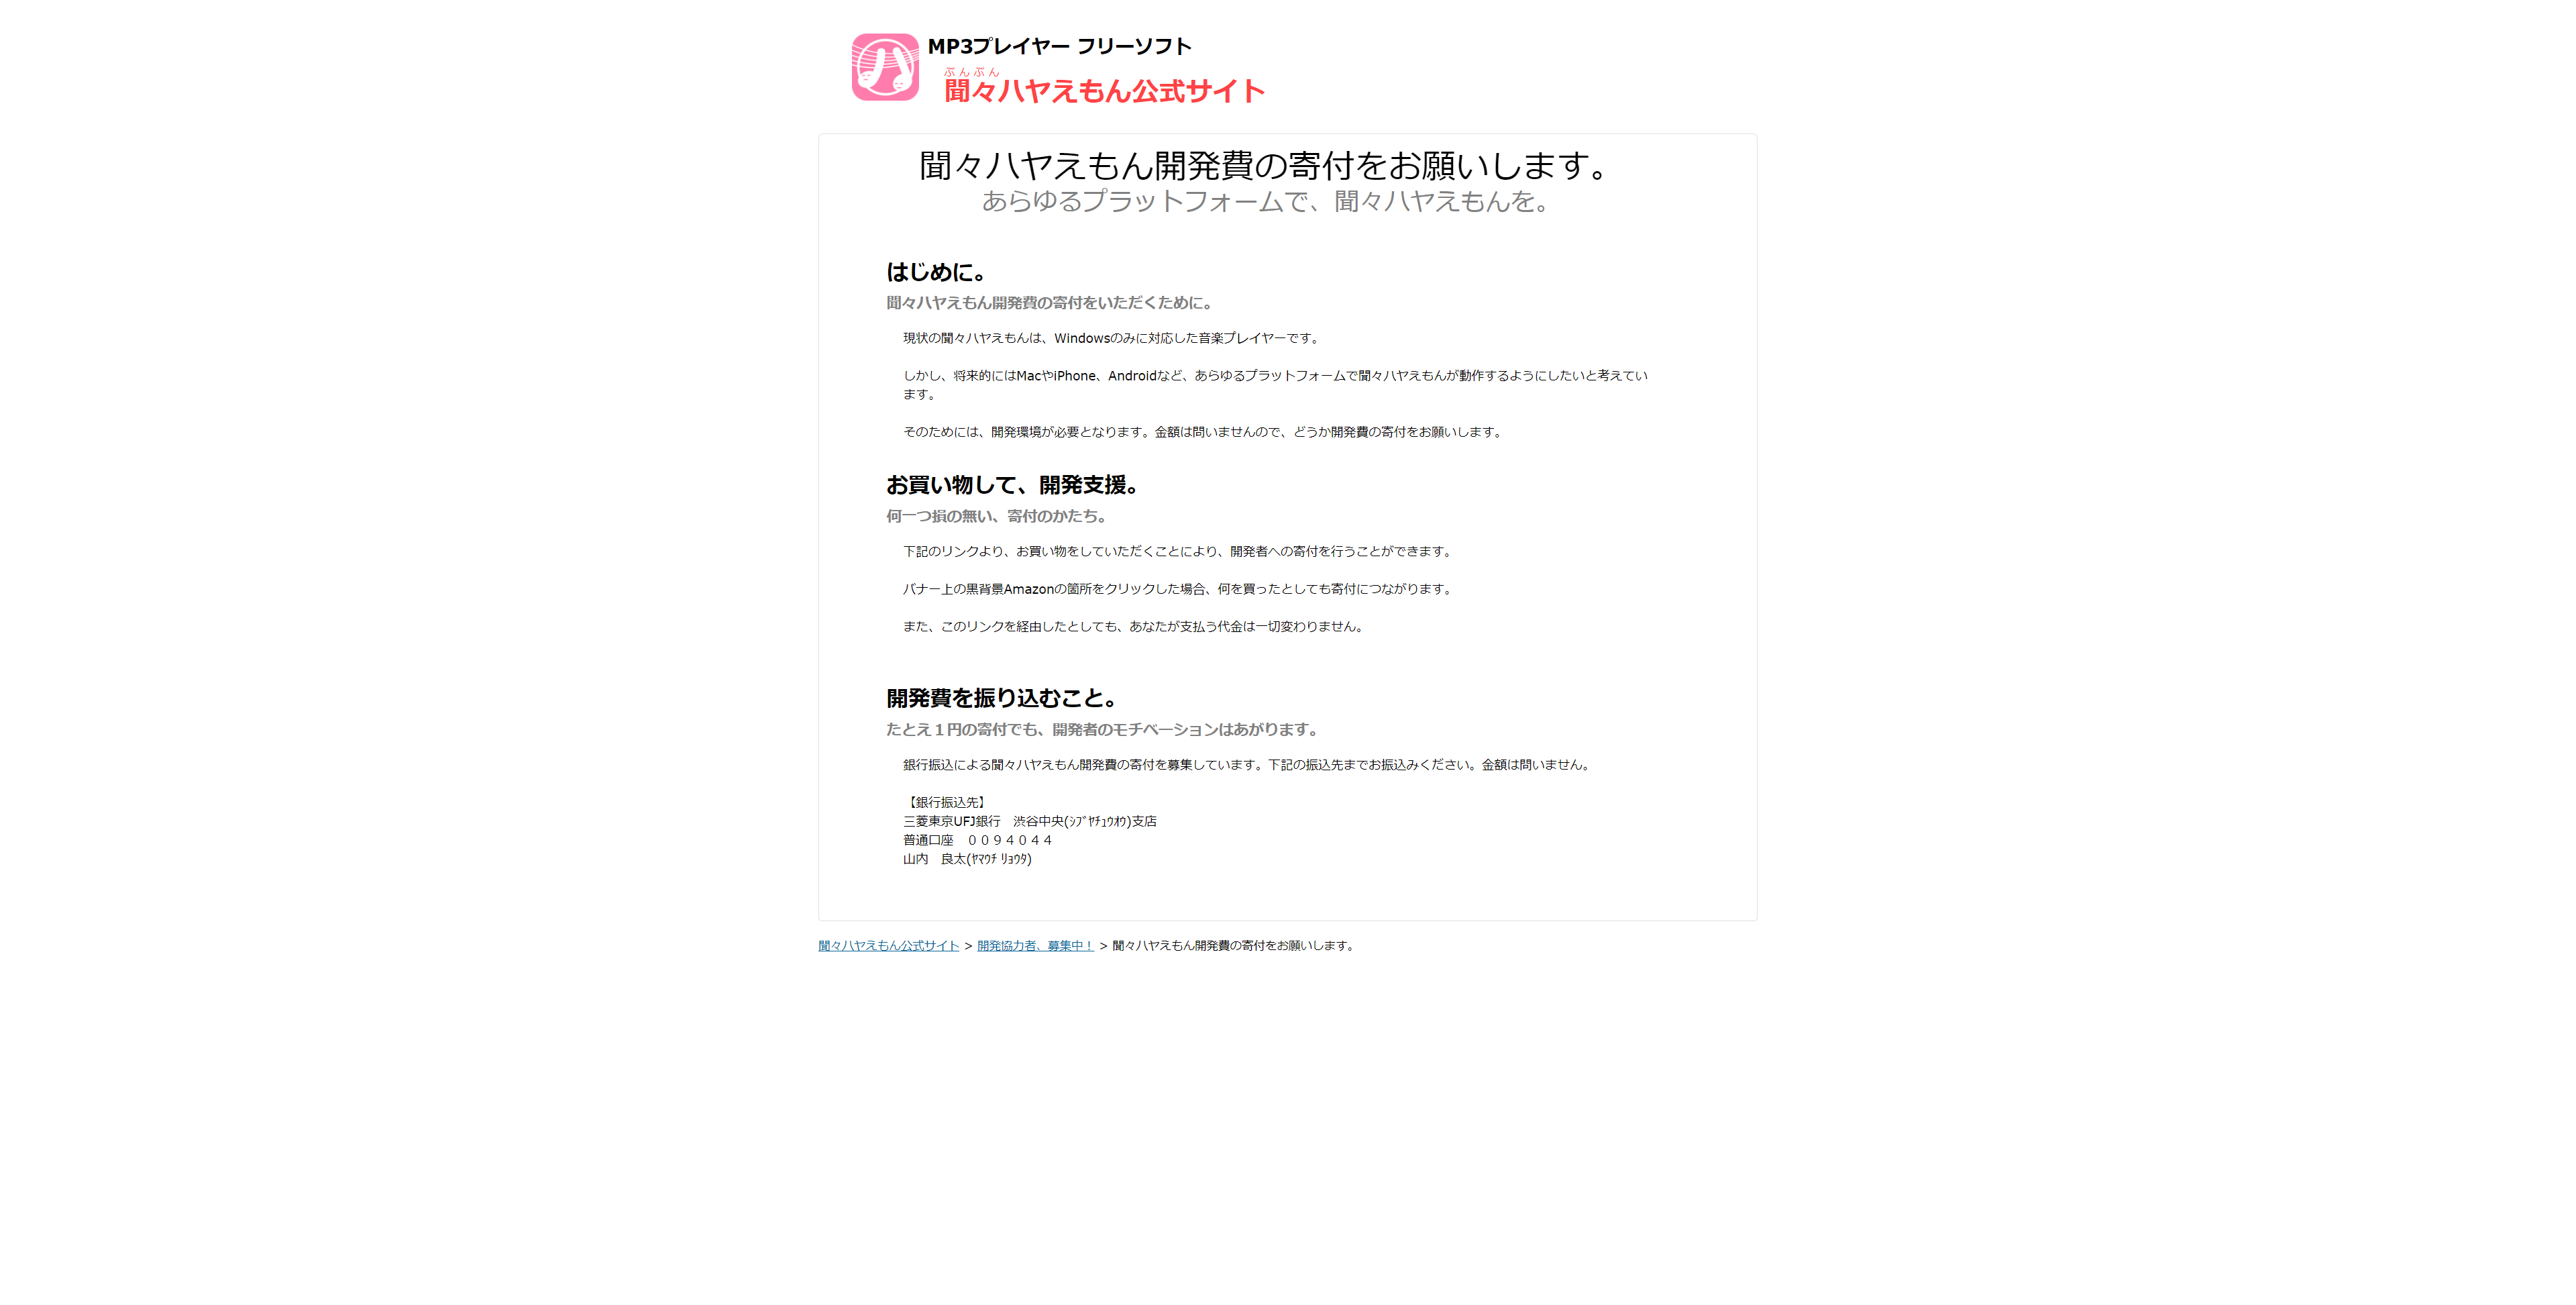 MP3プレイヤー フリーソフト
ぶんぶん
聞々ハヤえもん公式サイト
聞々ハヤえもん開発費の寄付をお願いします。
あらゆるプラットフォームで、聞々ハヤえもんを。
はじめに。
聞々ハヤえもん開発費の寄付をいただくために。
現状の聞々ハヤえもんは、Windowsのみに対応した音楽プレイヤーです。
しかし、将来的にはMacやiPhone、Androidなど、あらゆるプラットフォームで聞々ハヤえもんが動作するようにしたいと考えてい
ます。
そのためには、開発環境が必要となります。金額は問いませんので、どうか開発費の寄付をお願いします。
お買い物して、開発支援。
何一つ損の無い、寄付のかたち。
下記のリンクより、お買い物をしていただくことにより、開発者への寄付を行うことができます。
バナー上の黒背景Amazonの箇所をクリックした場合、何を買ったとしても寄付につながります。
また、このリンクを経由したとしても、あなたが支払う代金は一切変わりません。
開発費を振り込むこと。
たとえ１円の寄付でも、開発者のモチベーションはあがります。
銀行振込による聞々ハヤえもん開発費の寄付を募集しています。下記の振込先までお振込みください。金額は問いません。
【銀行振込先】
三菱東京UFJ銀行　渋谷中央(ｼﾌﾞﾔﾁｭｳｵｳ)支店
普通口座　００９４０４４
山内　良太(ﾔﾏｳﾁ ﾘｮｳﾀ)
聞々ハヤえもん公式サイト > 開発協力者、募集中！ > 聞々ハヤえもん開発費の寄付をお願いします。